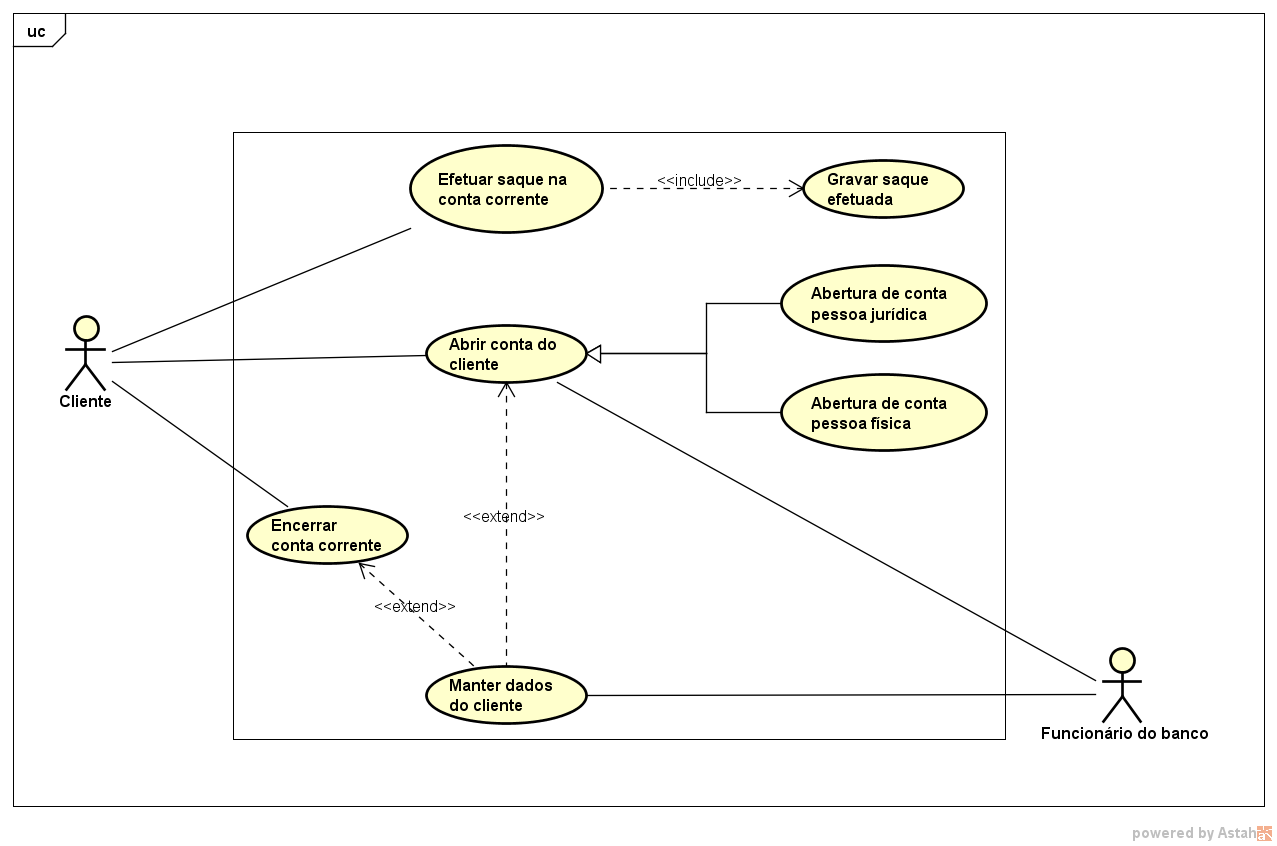 uc
Efetuar saque na
conta corrente
<<include>>
Gravar saque
efetuada
Abertura de conta
pessoa jurídica
Abrir conta do
cliente
Cliente
Abertura de conta
pessoa física
<<extend>>
Encerrar
conta corrente
<<extend>>
Manter dados
do cliente
Funcionário do banco
powered by Astah